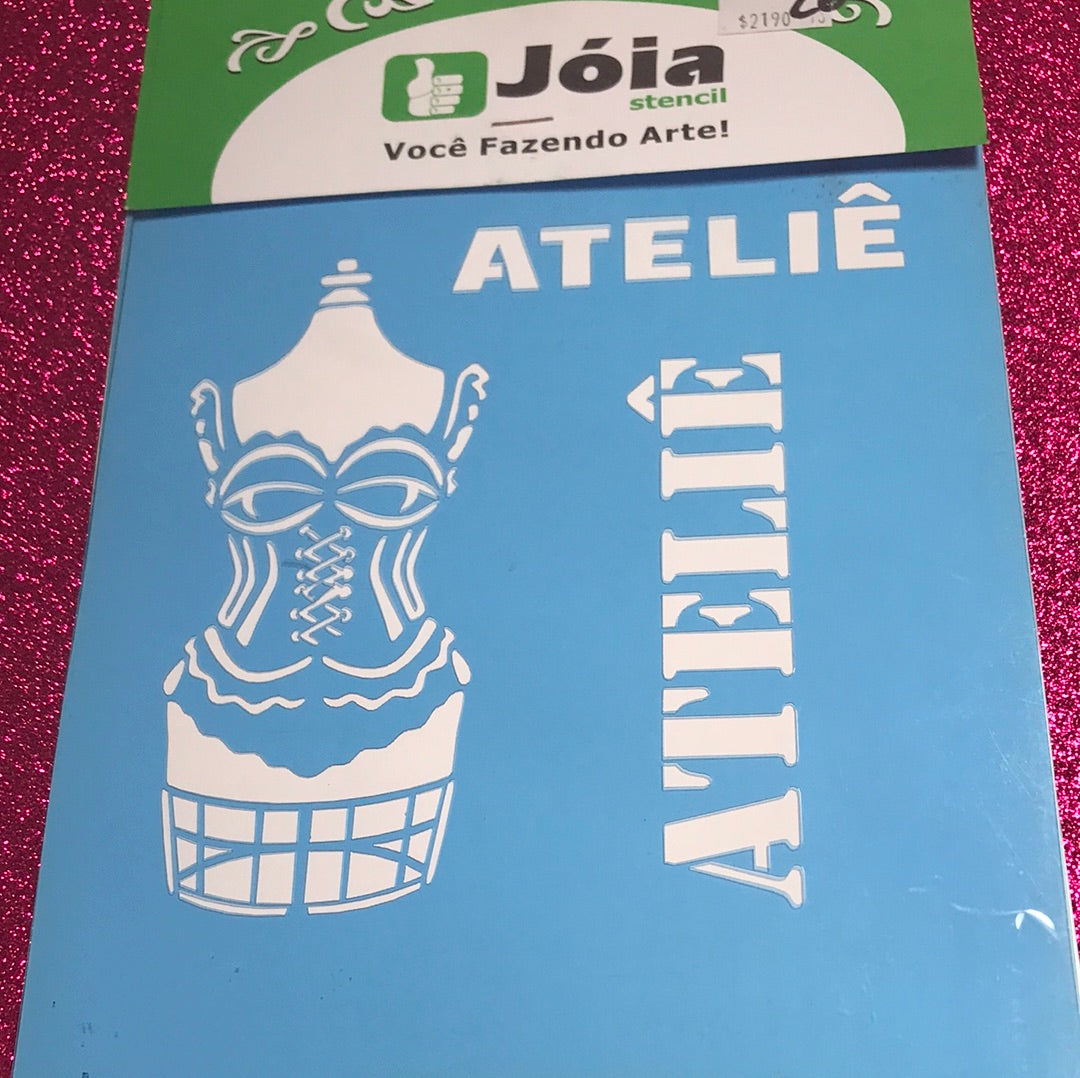 $2190
Jóia
stencil
Você Fazendo Arte!
ATELIÊ
ATELIÊ